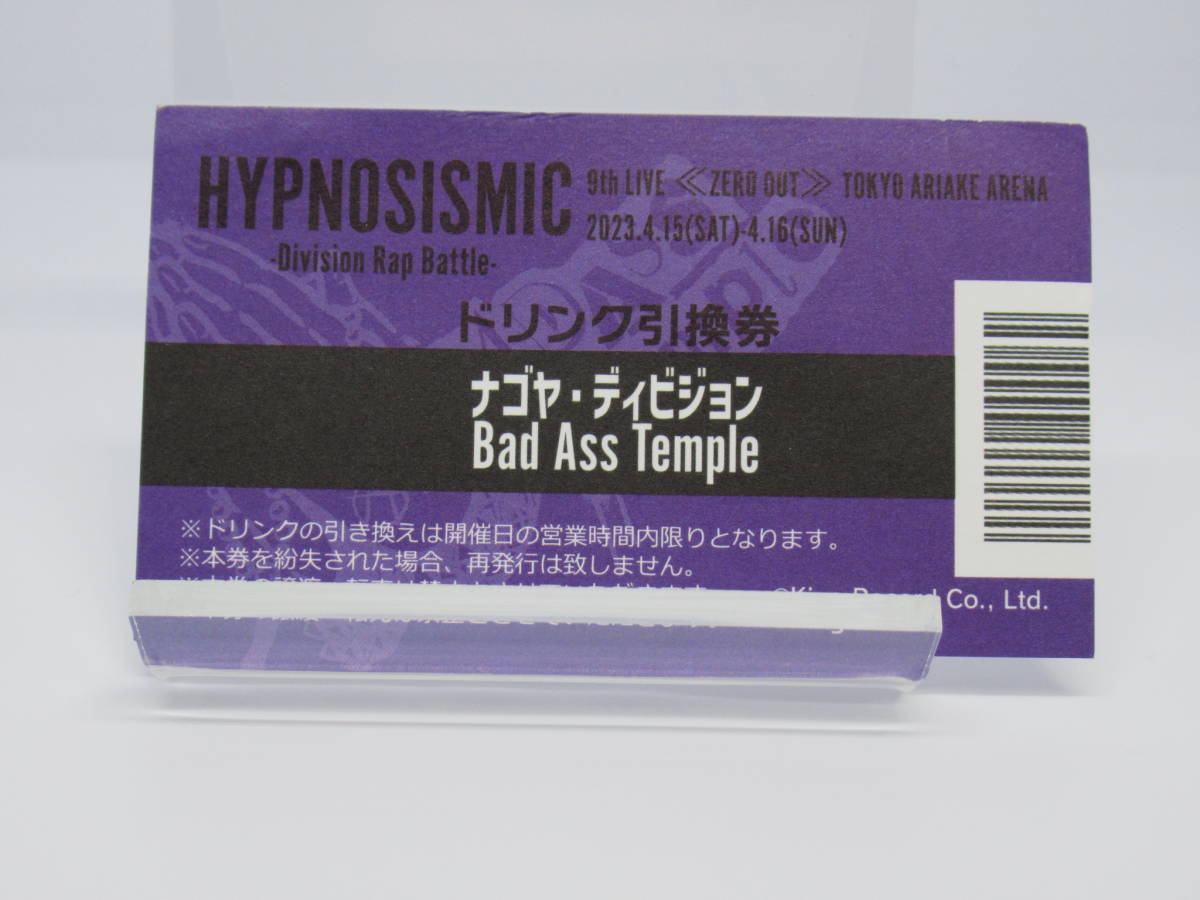 HYPNOSISMIC
-Division Rap Battle-
9th LIVE ≪ZERO OUT≫ TOKYO ARIAKE ARENA
2023.4.15(SAT)-4.16(SUN)
ドリンク引換券
ナゴヤ・ディビジョン
Bad Ass Temple
※ドリンクの引き換えは開催日の営業時間内限りとなります。
※本券を紛失された場合、再発行は致しません。
Co., Ltd.